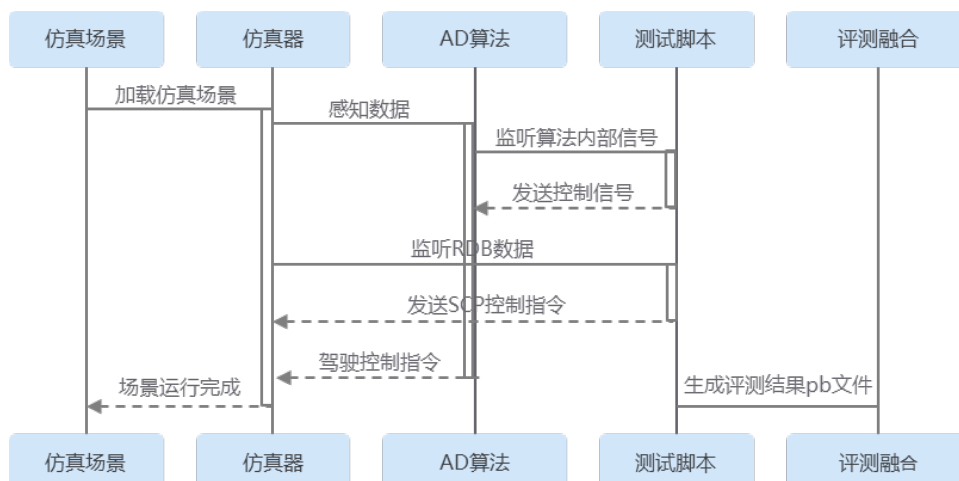 仿真场景
仿真器
AD算法
测试脚本
评测融合
加载仿真场景
感知数据
监听算法内部信号
发送控制信号
监听RDB数据
发送SCP控制指令
驾驶控制指令
场景运行完成
生成评测结果pb文件
仿真场景
仿真器
AD算法
测试脚本
评测融合